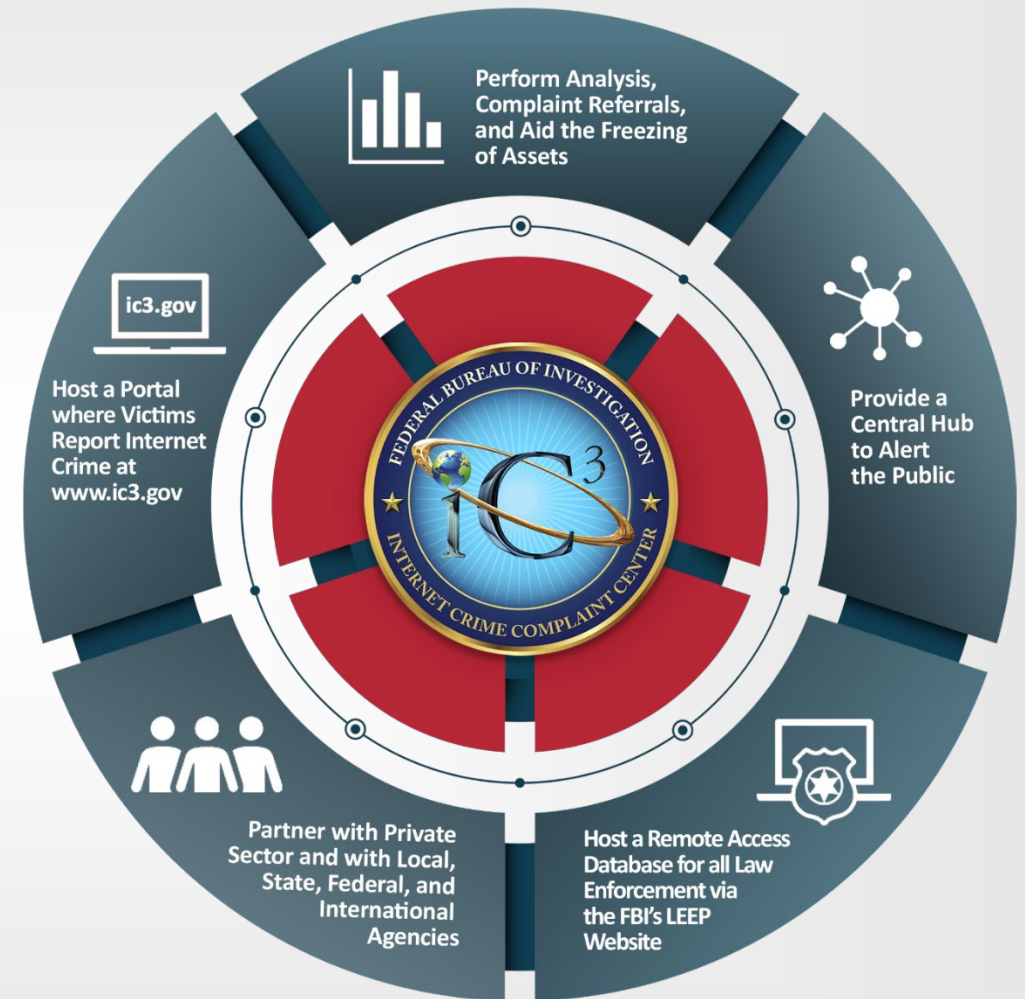 Perform Analysis,
Complaint Referrals,
and Aid the Freezing
of Assets
ic3.gov
Host a Portal
where Victims
Report Internet
Crime at
www.ic3.gov
Provide a
Central Hub
to Alert
the Public
FEDERAL BUREAU OF INVESTIGATION
iC3
INTERNET CRIME COMPLAINT CENTER
Partner with Private
Sector and with Local,
State, Federal, and
International
Agencies
Host a Remote Access
Database for all Law
Enforcement via
the FBI’s LEEP
Website